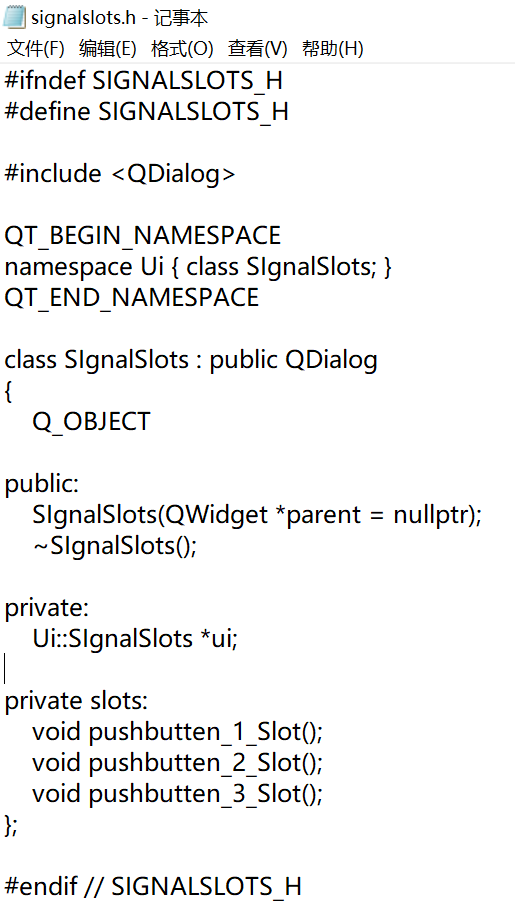 signalslots.h - 记事本
文件(F) 编辑(E) 格式(O) 查看(V) 帮助(H)
#ifndef SIGNALSLOTS_H
#define SIGNALSLOTS_H

#include <QDialog>

QT_BEGIN_NAMESPACE
namespace Ui { class SIgnalSlots; }
QT_END_NAMESPACE

class SIgnalSlots : public QDialog
{
    Q_OBJECT

public:
    SIgnalSlots(QWidget *parent = nullptr);
    ~SIgnalSlots();

private:
    Ui::SIgnalSlots *ui;

private slots:
    void pushbutten_1_Slot();
    void pushbutten_2_Slot();
    void pushbutten_3_Slot();
};

#endif // SIGNALSLOTS_H